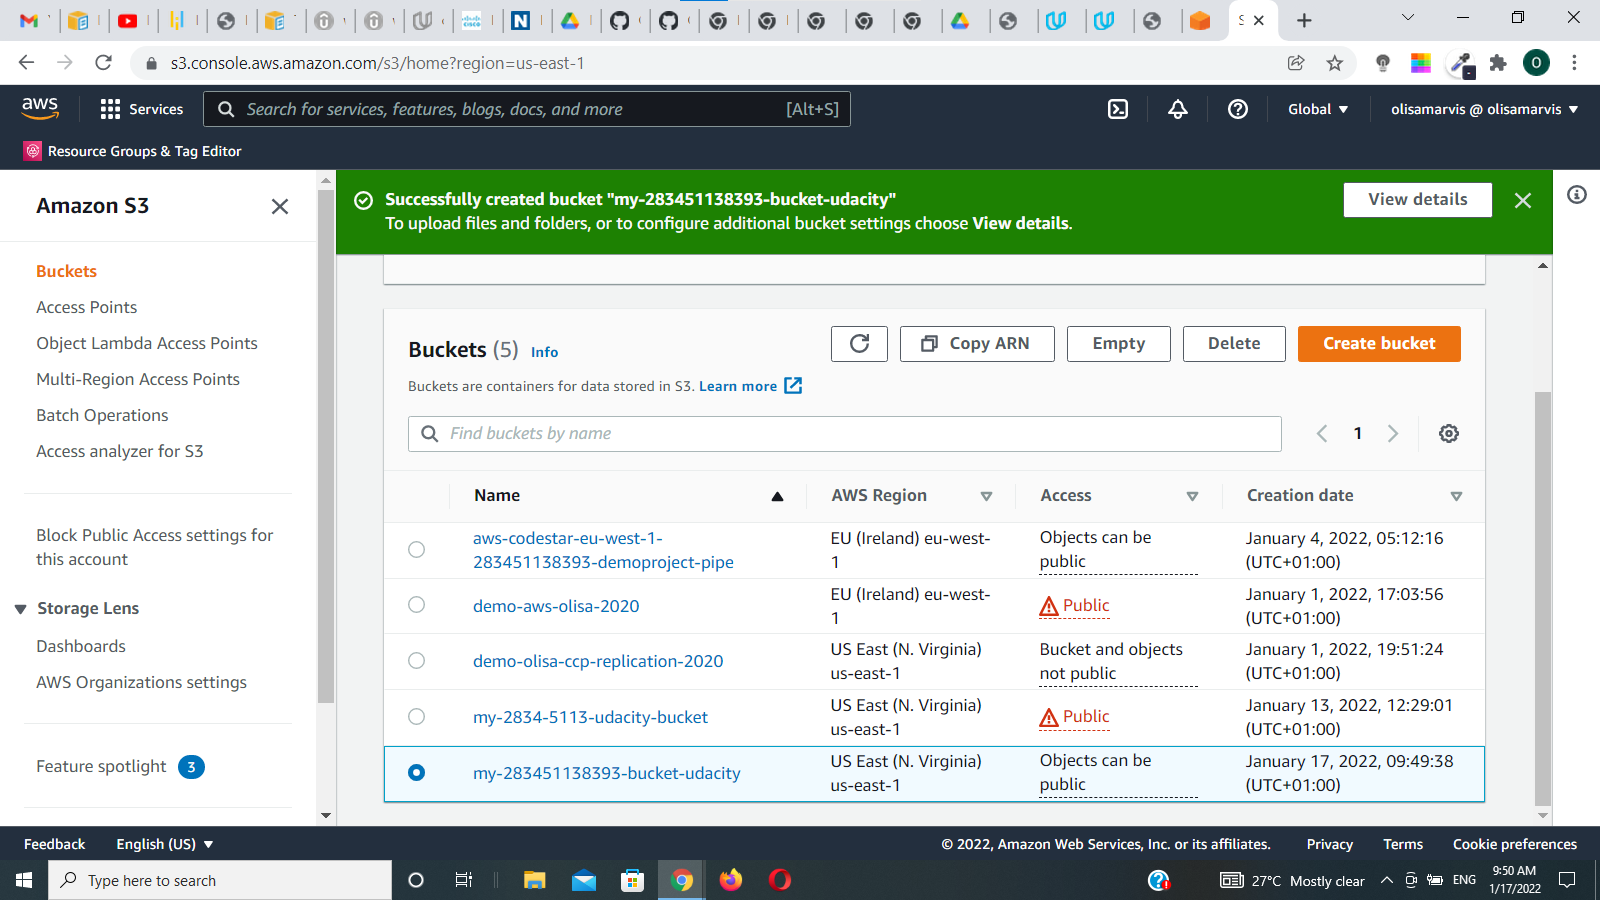 s3.console.aws.amazon.com/s3/home?region=us-east-1
O
aws
Services
Search for services, features, blogs, docs, and more
[Alt+S]
Global
olisamarvis @ olisamarvis
Resource Groups & Tag Editor
Amazon S3
Buckets
Access Points
Object Lambda Access Points
Multi-Region Access Points
Batch Operations
Access analyzer for S3
Block Public Access settings for
this account
Storage Lens
Dashboards
AWS Organizations settings
Feature spotlight 3
Successfully created bucket "my-283451138393-bucket-udacity"
To upload files and folders, or to configure additional bucket settings choose View details.
View details
Buckets (5) Info
Copy ARN
Empty
Delete
Create bucket
Buckets are containers for data stored in S3. Learn more
Find buckets by name
1
Name
AWS Region
Access
Creation date
aws-codestar-eu-west-1-
283451138393-demoproject-pipe
EU (Ireland) eu-west-
1
Objects can be
public
January 4, 2022, 05:12:16
(UTC+01:00)
demo-aws-olisa-2020
EU (Ireland) eu-west-
1
Public
January 1, 2022, 17:03:56
(UTC+01:00)
demo-olisa-ccp-replication-2020
US East (N. Virginia)
us-east-1
Bucket and objects
not public
January 1, 2022, 19:51:24
(UTC+01:00)
my-2834-5113-udacity-bucket
US East (N. Virginia)
us-east-1
Public
January 13, 2022, 12:29:01
(UTC+01:00)
my-283451138393-bucket-udacity
US East (N. Virginia)
us-east-1
Objects can be
public
January 17, 2022, 09:49:38
(UTC+01:00)
Feedback
English (US)
© 2022, Amazon Web Services, Inc. or its affiliates.
Privacy
Terms
Cookie preferences
Type here to search
27°C Mostly clear
ENG
9:50 AM
1/17/2022